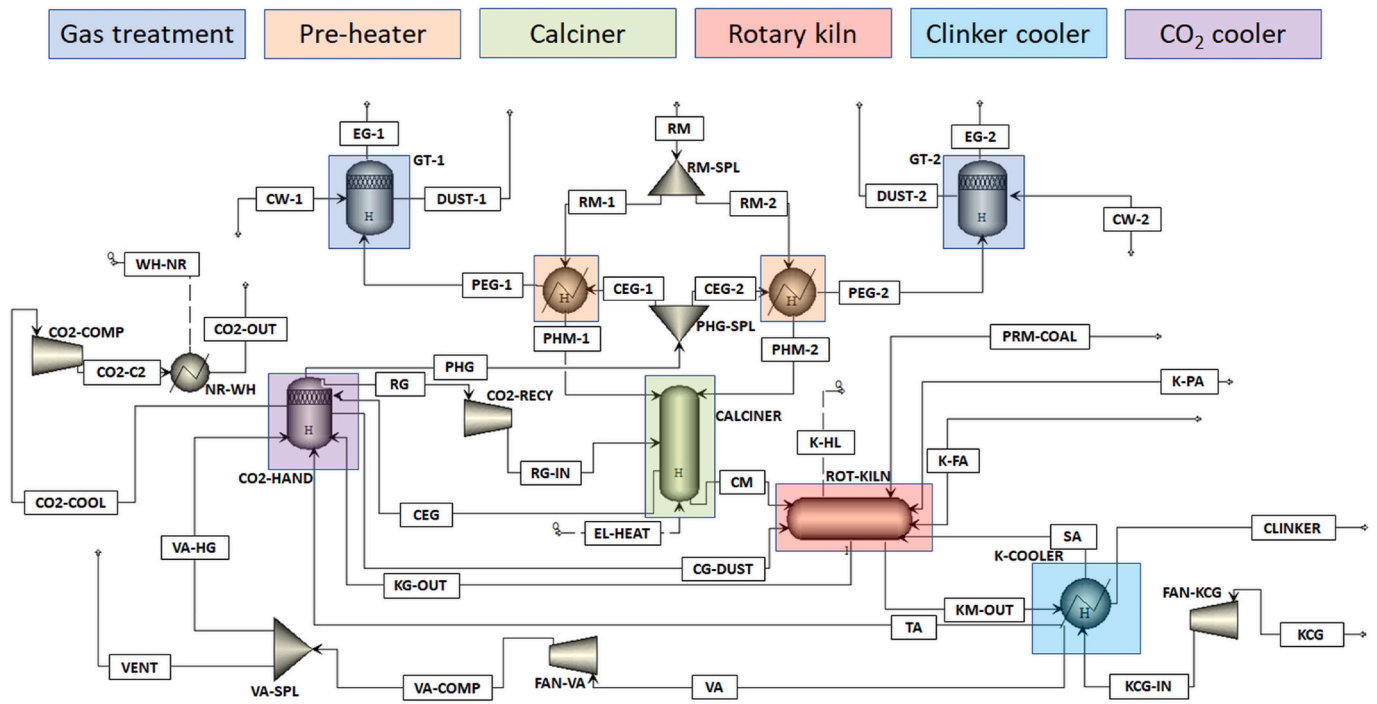 Gas treatment
Pre-heater
Calciner
Rotary kiln
Clinker cooler
CO₂ cooler
EG-1
RM
EG-2
GT-1
GT-2
RM-SPL
CW-1
DUST-1
RM-1
RM-2
DUST-2
CW-2
H
H
Q
WH-NR
PEG-1
CEG-1
CEG-2
PEG-2
H
H
PHG-SPL
CO2-COMP
CO2-OUT
PHM-1
PHM-2
PRM-COAL
CO2-C2
NR-WH
PHG
RG
CO2-RECY
Q
K-PA
CALCINER
H
K-HL
K-FA
CO2-HAND
RG-IN
H
CM
ROT-KILN
CO2-COOL
CEG
Q
EL-HEAT
SA
CLINKER
VA-HG
K-COOLER
CG-DUST
KG-OUT
FAN-KCG
KM-OUT
H
TA
KCG
VENT
VA-SPL
VA-COMP
FAN-VA
VA
KCG-IN